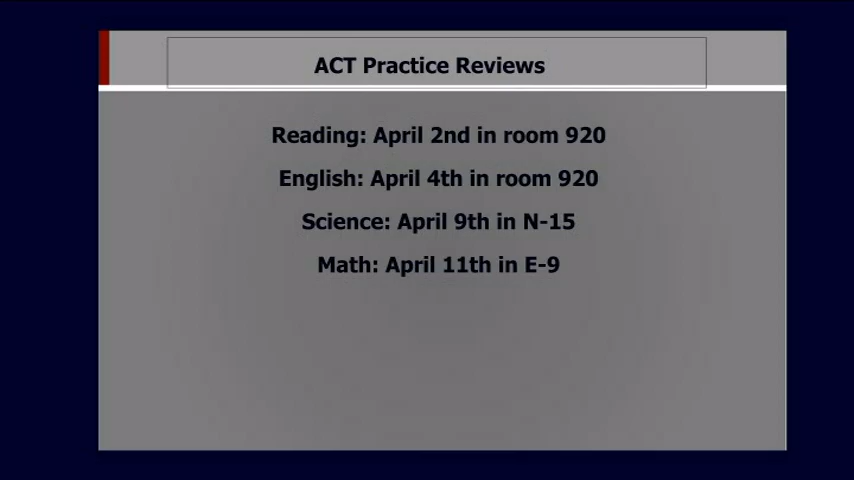 ACT Practice Reviews
Reading: April 2nd in room 920
English: April 4th in room 920
Science: April 9th in N-15
Math: April 11th in E-9